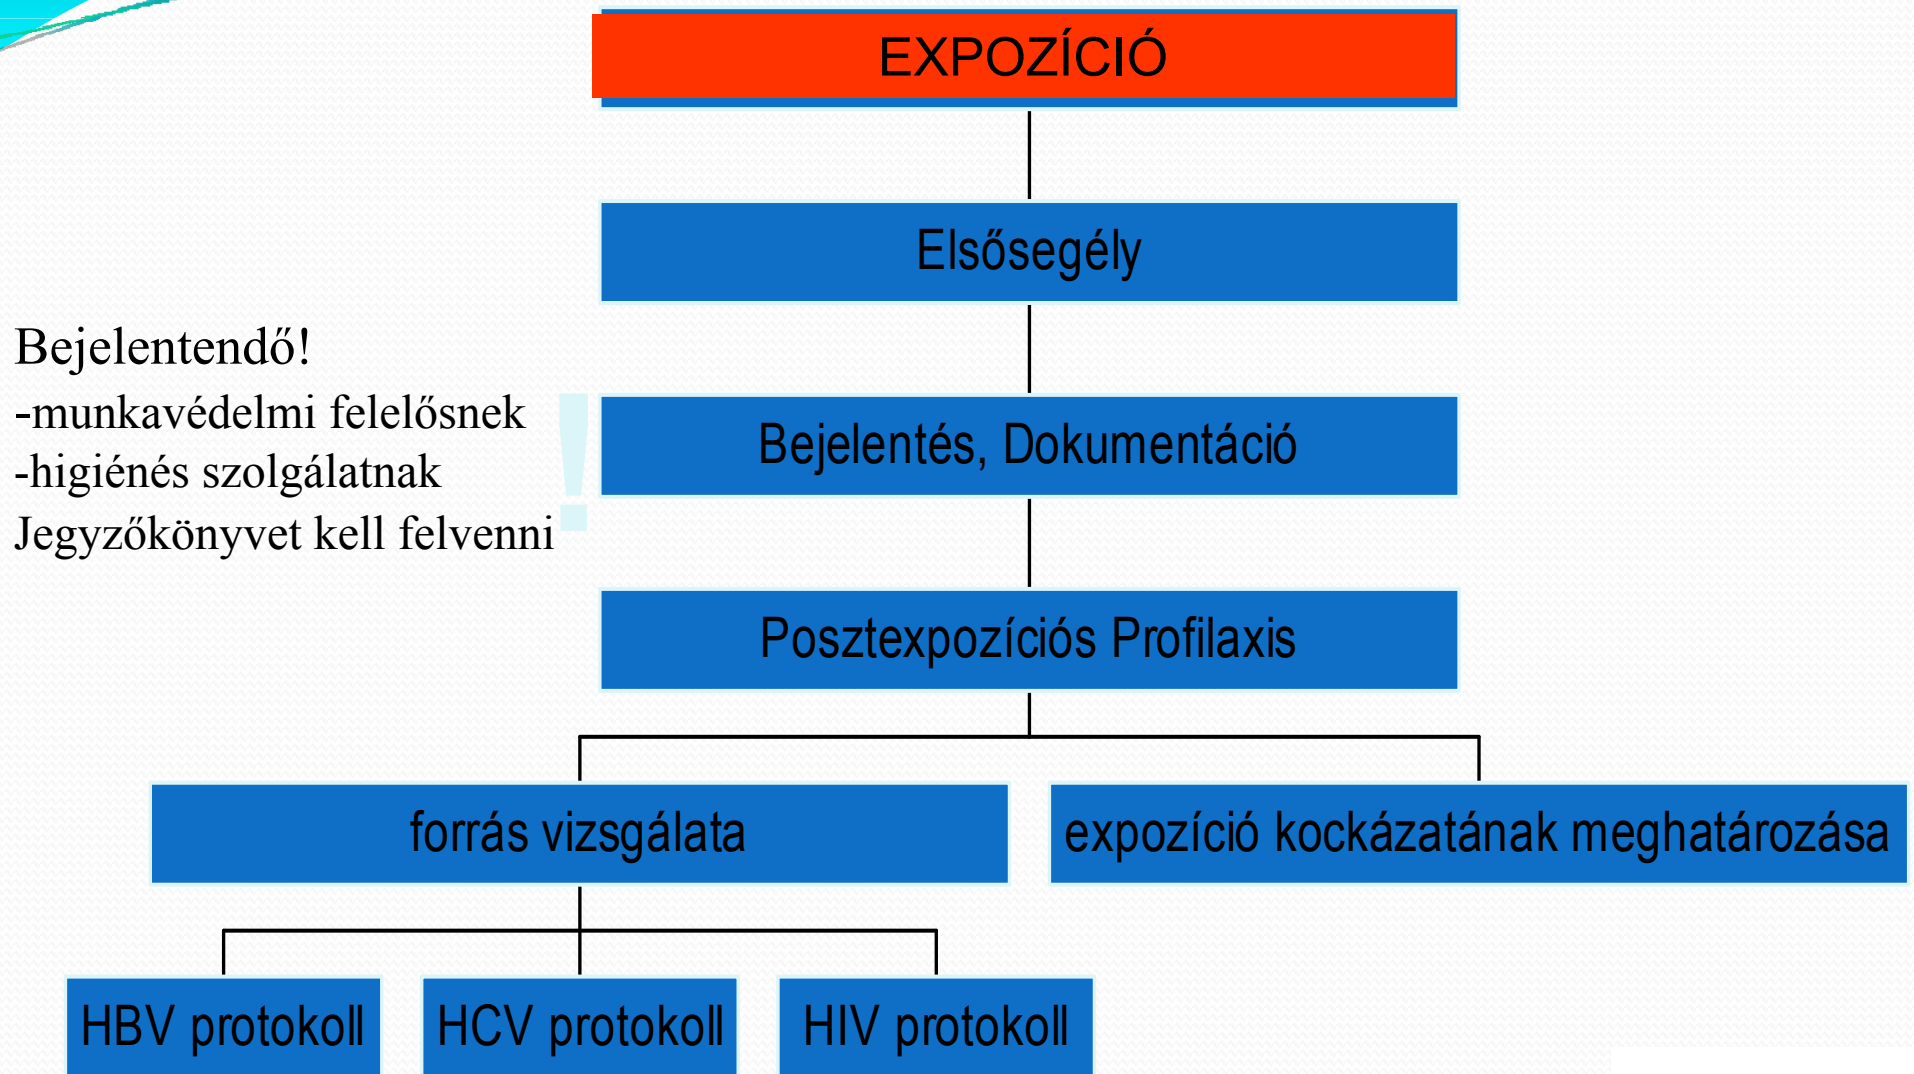 EXPOZÍCIÓ
Elsősegély
Bejelentendő!
-munkavédelmi felelősnek
-higiénés szolgálatnak
Jegyzőkönyvet kell felvenni
!
Bejelentés, Dokumentáció
Posztexpozíciós Profilaxis
forrás vizsgálata
expozíció kockázatának meghatározása
HBV protokoll
HCV protokoll
HIV protokoll